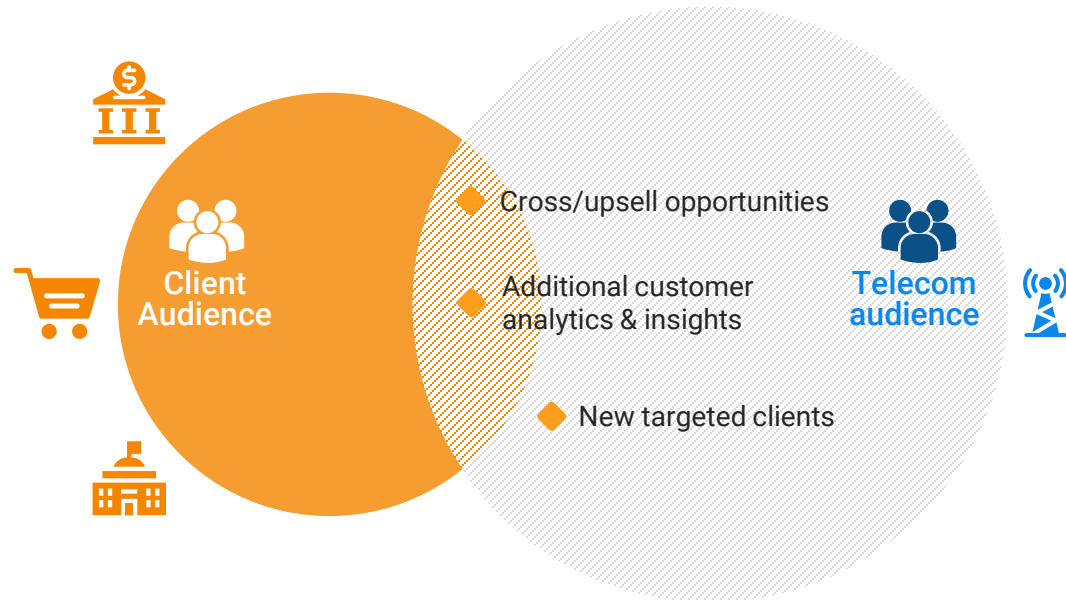 Cross/upsell opportunities
Client
Audience
Additional customer
analytics & insights
Telecom
audience
New targeted clients
$